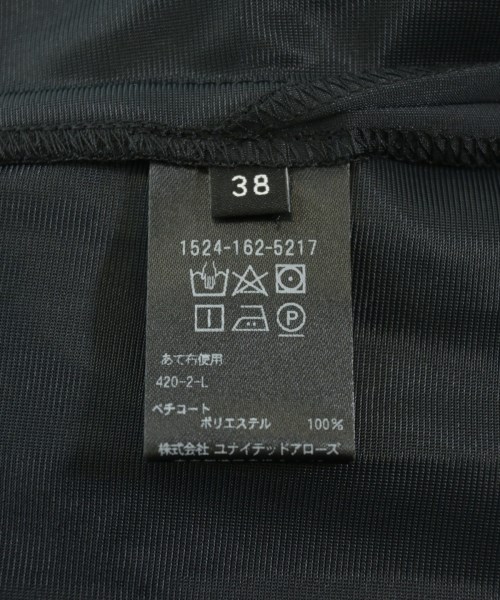 38
1524-162-5217
あて布使用
420-2-L
ペチコート
ポリエステル 100%
株式会社 ユナイテッドアローズ